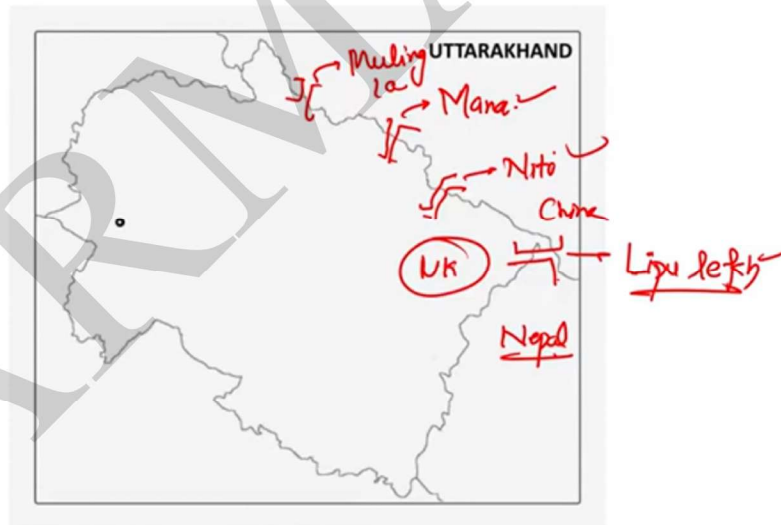 UTTARAKHAND
Muling
la
Mana
Niti
China
UK
Lipu lekh
Nepal